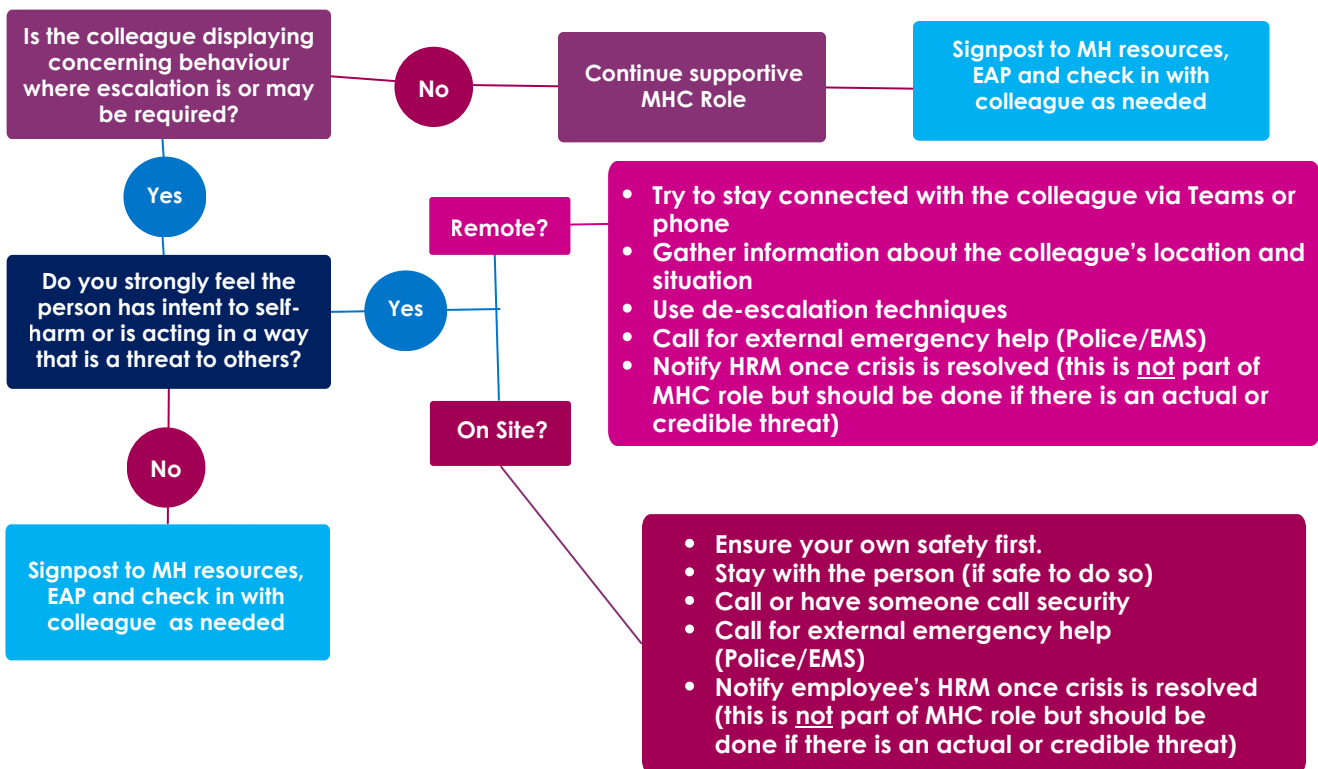 Is the colleague displaying
concerning behaviour
where escalation is or may
be required?
No
Continue supportive
MHC Role
Signpost to MH resources,
EAP and check in with
colleague as needed
Yes
Remote?
• Try to stay connected with the colleague via Teams or
phone
• Gather information about the colleague’s location and
situation
• Use de-escalation techniques
• Call for external emergency help (Police/EMS)
• Notify HRM once crisis is resolved (this is not part of
MHC role but should be done if there is an actual or
credible threat)
Do you strongly feel the
person has intent to self-
harm or is acting in a way
that is a threat to others?
Yes
On Site?
No
Signpost to MH resources,
EAP and check in with
colleague as needed
• Ensure your own safety first.
• Stay with the person (if safe to do so)
• Call or have someone call security
• Call for external emergency help
(Police/EMS)
• Notify employee’s HRM once crisis is resolved
(this is not part of MHC role but should be
done if there is an actual or credible threat)